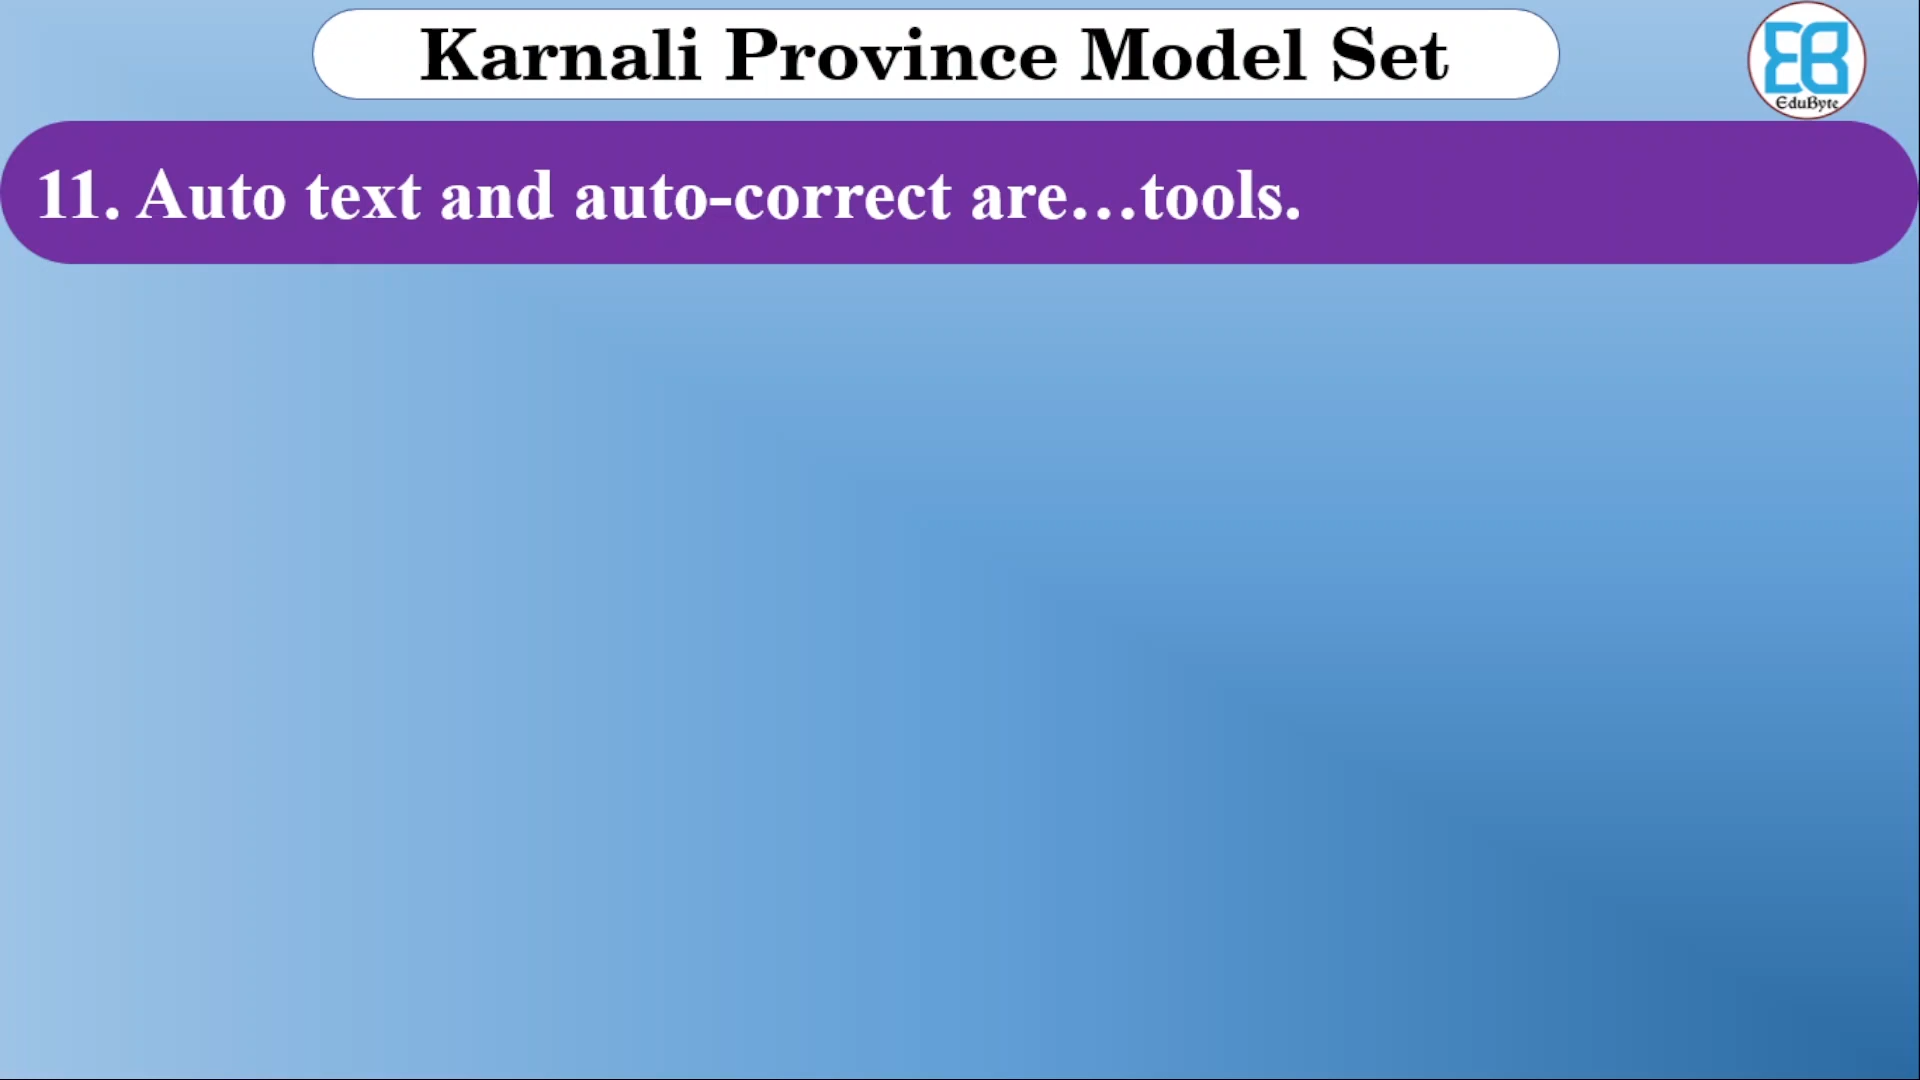 Karnali Province Model Set
EduByte
11. Auto text and auto-correct are…tools.